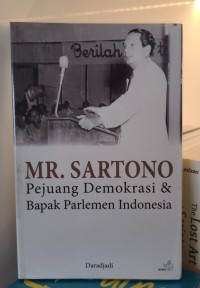 Berilah
MR. SARTONO
Pejuang Demokrasi &
Bapak Parlemen Indonesia
Daradjadi
The Lost Art